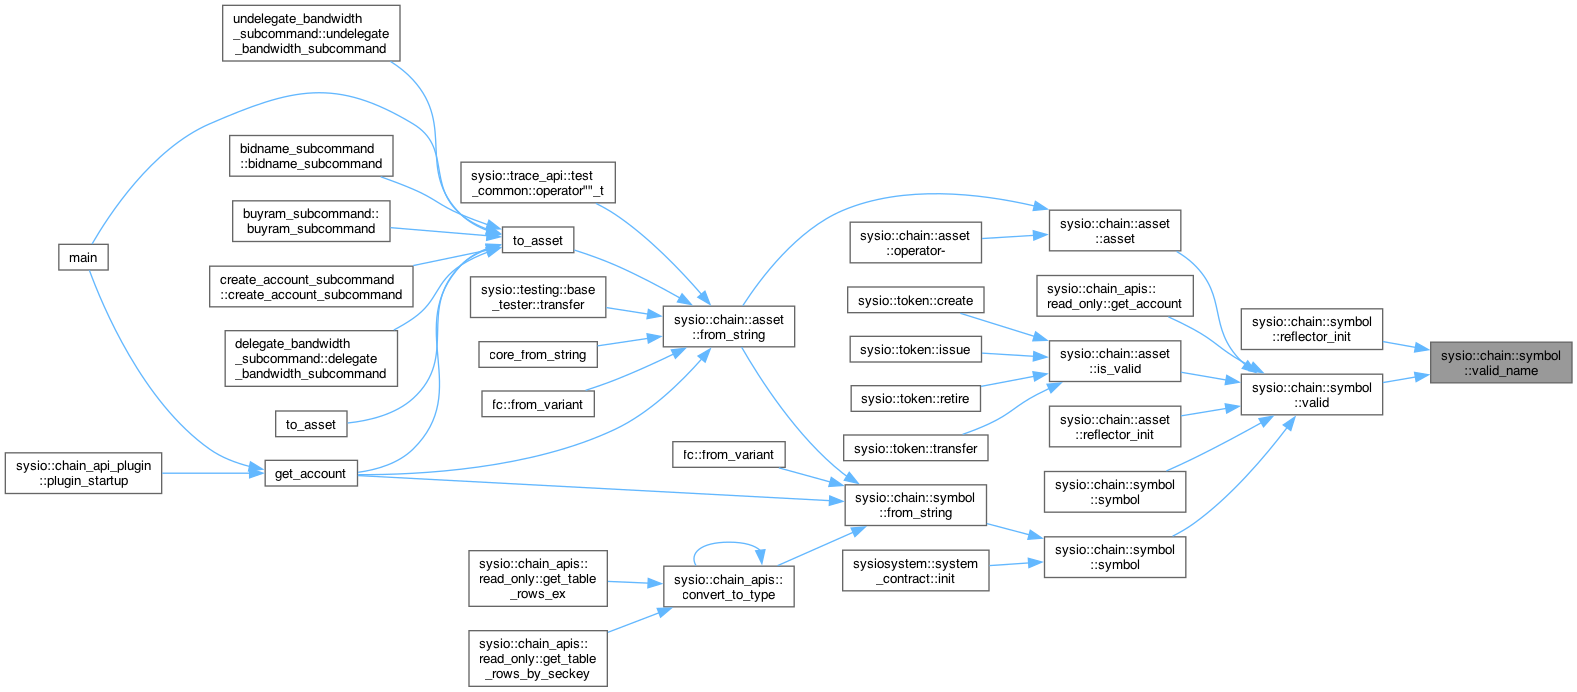 undelegate_bandwidth
_subcommand::undelegate
_bandwidth_subcommand
bidname_subcommand
::bidname_subcommand
buyram_subcommand::
buyram_subcommand
main
create_account_subcommand
::create_account_subcommand
delegate_bandwidth
_subcommand::delegate
_bandwidth_subcommand
to_asset
sysio::chain_api_plugin
::plugin_startup
get_account
sysio::trace_api::test
_common::operator""_t
to_asset
sysio::testing::base
_tester::transfer
core_from_string
fc::from_variant
sysio::chain::asset
::from_string
fc::from_variant
sysio::chain_apis::
read_only::get_table
_rows_ex
sysio::chain_apis::
read_only::get_table
_rows_by_seckey
sysio::chain_apis::
convert_to_type
sysio::chain::asset
::operator-
sysio::token::create
sysio::token::issue
sysio::token::retire
sysio::token::transfer
sysio::chain::symbol
::from_string
sysiosystem::system
_contract::init
sysio::chain::asset
::asset
sysio::chain_apis::
read_only::get_account
sysio::chain::asset
::is_valid
sysio::chain::asset
::reflector_init
sysio::chain::symbol
::symbol
sysio::chain::symbol
::symbol
sysio::chain::symbol
::reflector_init
sysio::chain::symbol
::valid
sysio::chain::symbol
::valid_name